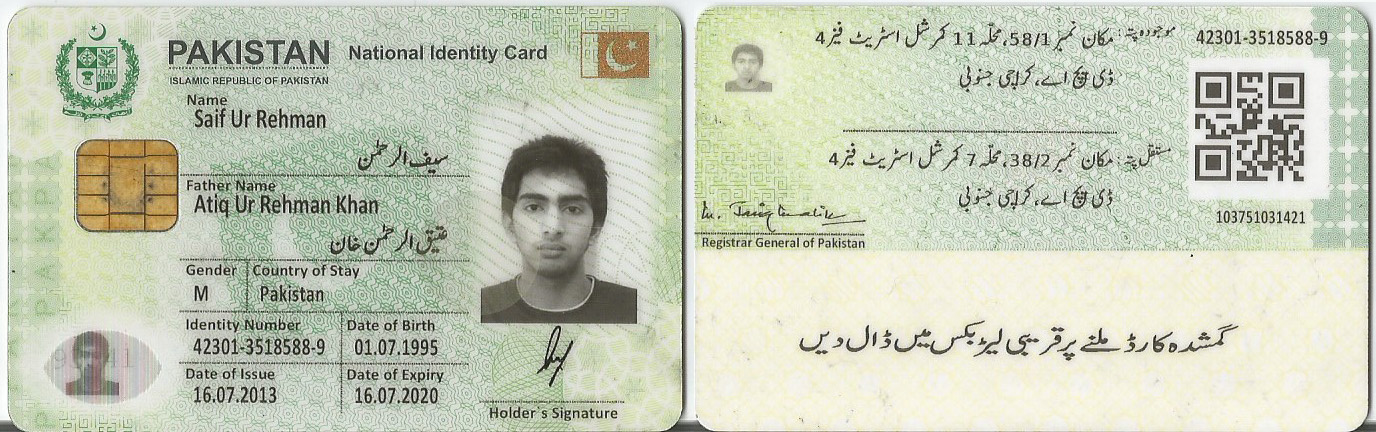 PAKISTAN National Identity Card
ISLAMIC REPUBLIC OF PAKISTAN
Name
Saif Ur Rehman
سیف الرحمٰن
Father Name
Atiq Ur Rehman Khan
عتیق الرحمٰن خان
Gender Country of Stay
M Pakistan
Identity Number Date of Birth
42301-3518588-9 01.07.1995
Date of Issue Date of Expiry
16.07.2013 16.07.2020
Holder`s Signature
42301-3518588-9
موجودہ پتہ: مکان نمبر 58/1، محلہ 11 کمرشل اسٹریٹ فیز 4
ڈی ایچ اے، کراچی جنوبی
مستقل پتہ: مکان نمبر 38/2، محلہ 7 کمرشل اسٹریٹ فیز 4
ڈی ایچ اے، کراچی جنوبی
103751031421
Registrar General of Pakistan
گمشدہ کارڈ ملنے پر قریبی لیٹر بکس میں ڈال دیں